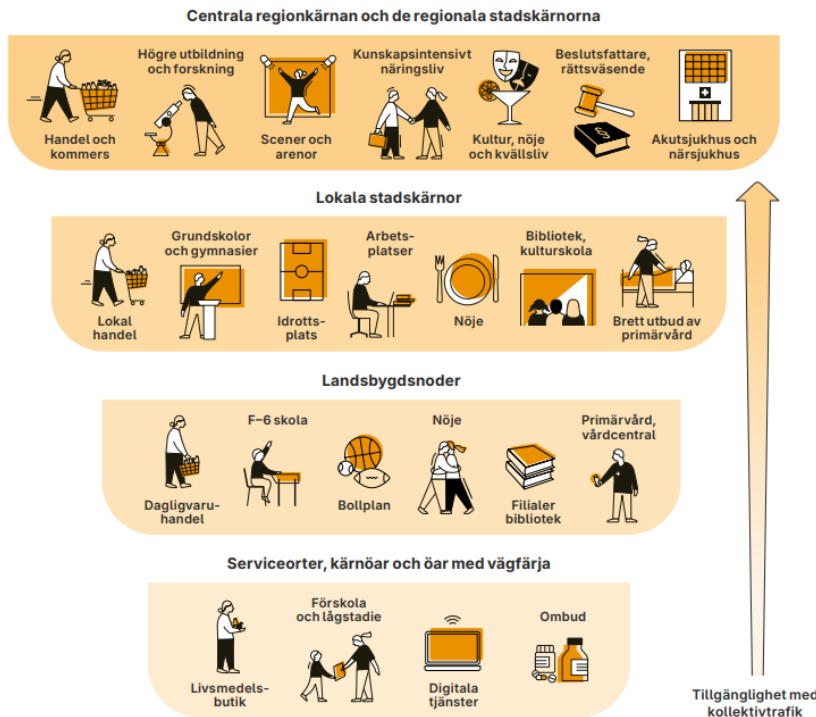 Centrala regionkärnan och de regionala stadskärnorna
Handel och
kommers
Högre utbildning
och forskning
Scener och
arenor
Kunskapsintensivt
näringsliv
Kultur, nöje
och kvällsliv
Beslutsfattare,
rättsväsende
§
Akutsjukhus och
närsjukhus
Lokala stadskärnor
Lokal
handel
Grundskolor
och gymnasier
Idrotts-
plats
Arbets-
platser
Nöje
Bibliotek,
kulturskola
Brett utbud av
primärvård
Landsbygdsnoder
Dagligvaru-
handel
F–6 skola
Bollplan
Nöje
Filialer
bibliotek
Primärvård,
vårdcentral
Serviceorter, kärnöar och öar med vägfärja
Livsmedels-
butik
Förskola
och lågstadie
Digitala
tjänster
Ombud
Tillgänglighet med
kollektivtrafik